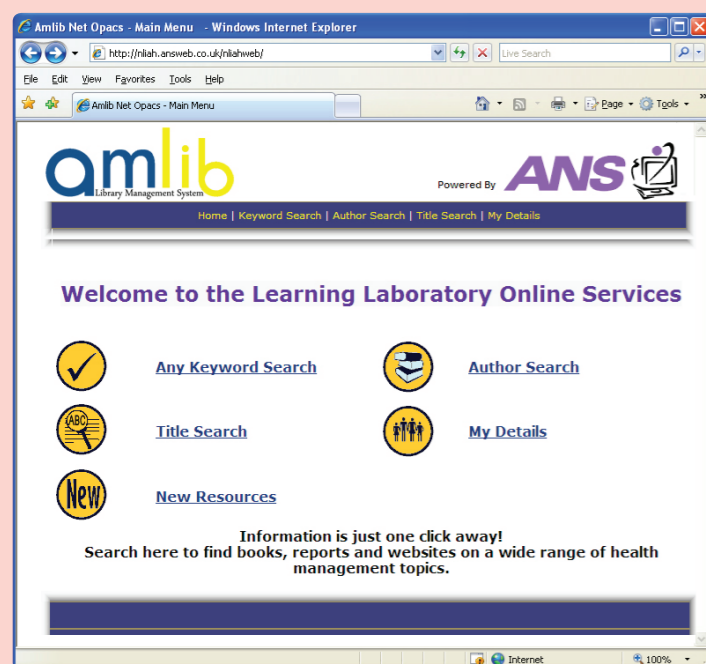 Amlib Net Opacs - Main Menu - Windows Internet Explorer
http://nliah.answeb.co.uk/nliahweb/
Live Search
File Edit View Favorites Tools Help
Amlib Net Opacs - Main Menu
Page Tools
amlib
Library Management System
Powered By ANS
Home | Keyword Search | Author Search | Title Search | My Details
Welcome to the Learning Laboratory Online Services
Any Keyword Search
Author Search
ABC
Title Search
My Details
New
New Resources
Information is just one click away!
Search here to find books, reports and websites on a wide range of health
management topics.
Internet
100%